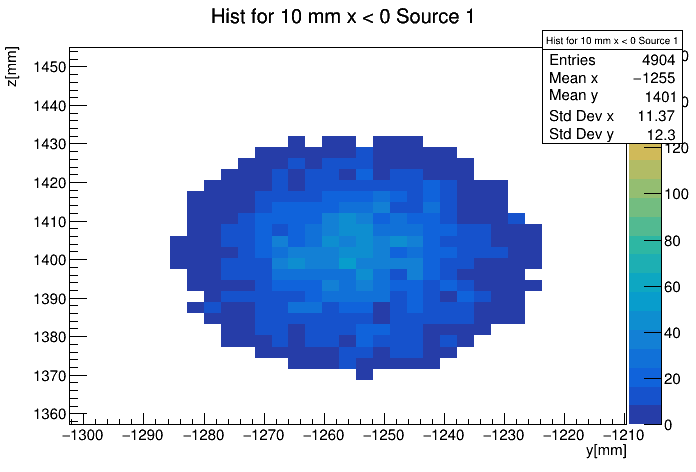 Hist for 10 mm x < 0 Source 1
Hist for 10 mm x < 0 Source 1
Entries 4904
Mean x −1255
Mean y 1401
Std Dev x 11.37
Std Dev y 12.3
z[mm]
1450
1440
1430
1420
1410
1400
1390
1380
1370
1360
−1300 −1290 −1280 −1270 −1260 −1250 −1240 −1230 −1220 −1210
y[mm]
120
100
80
60
40
20
0